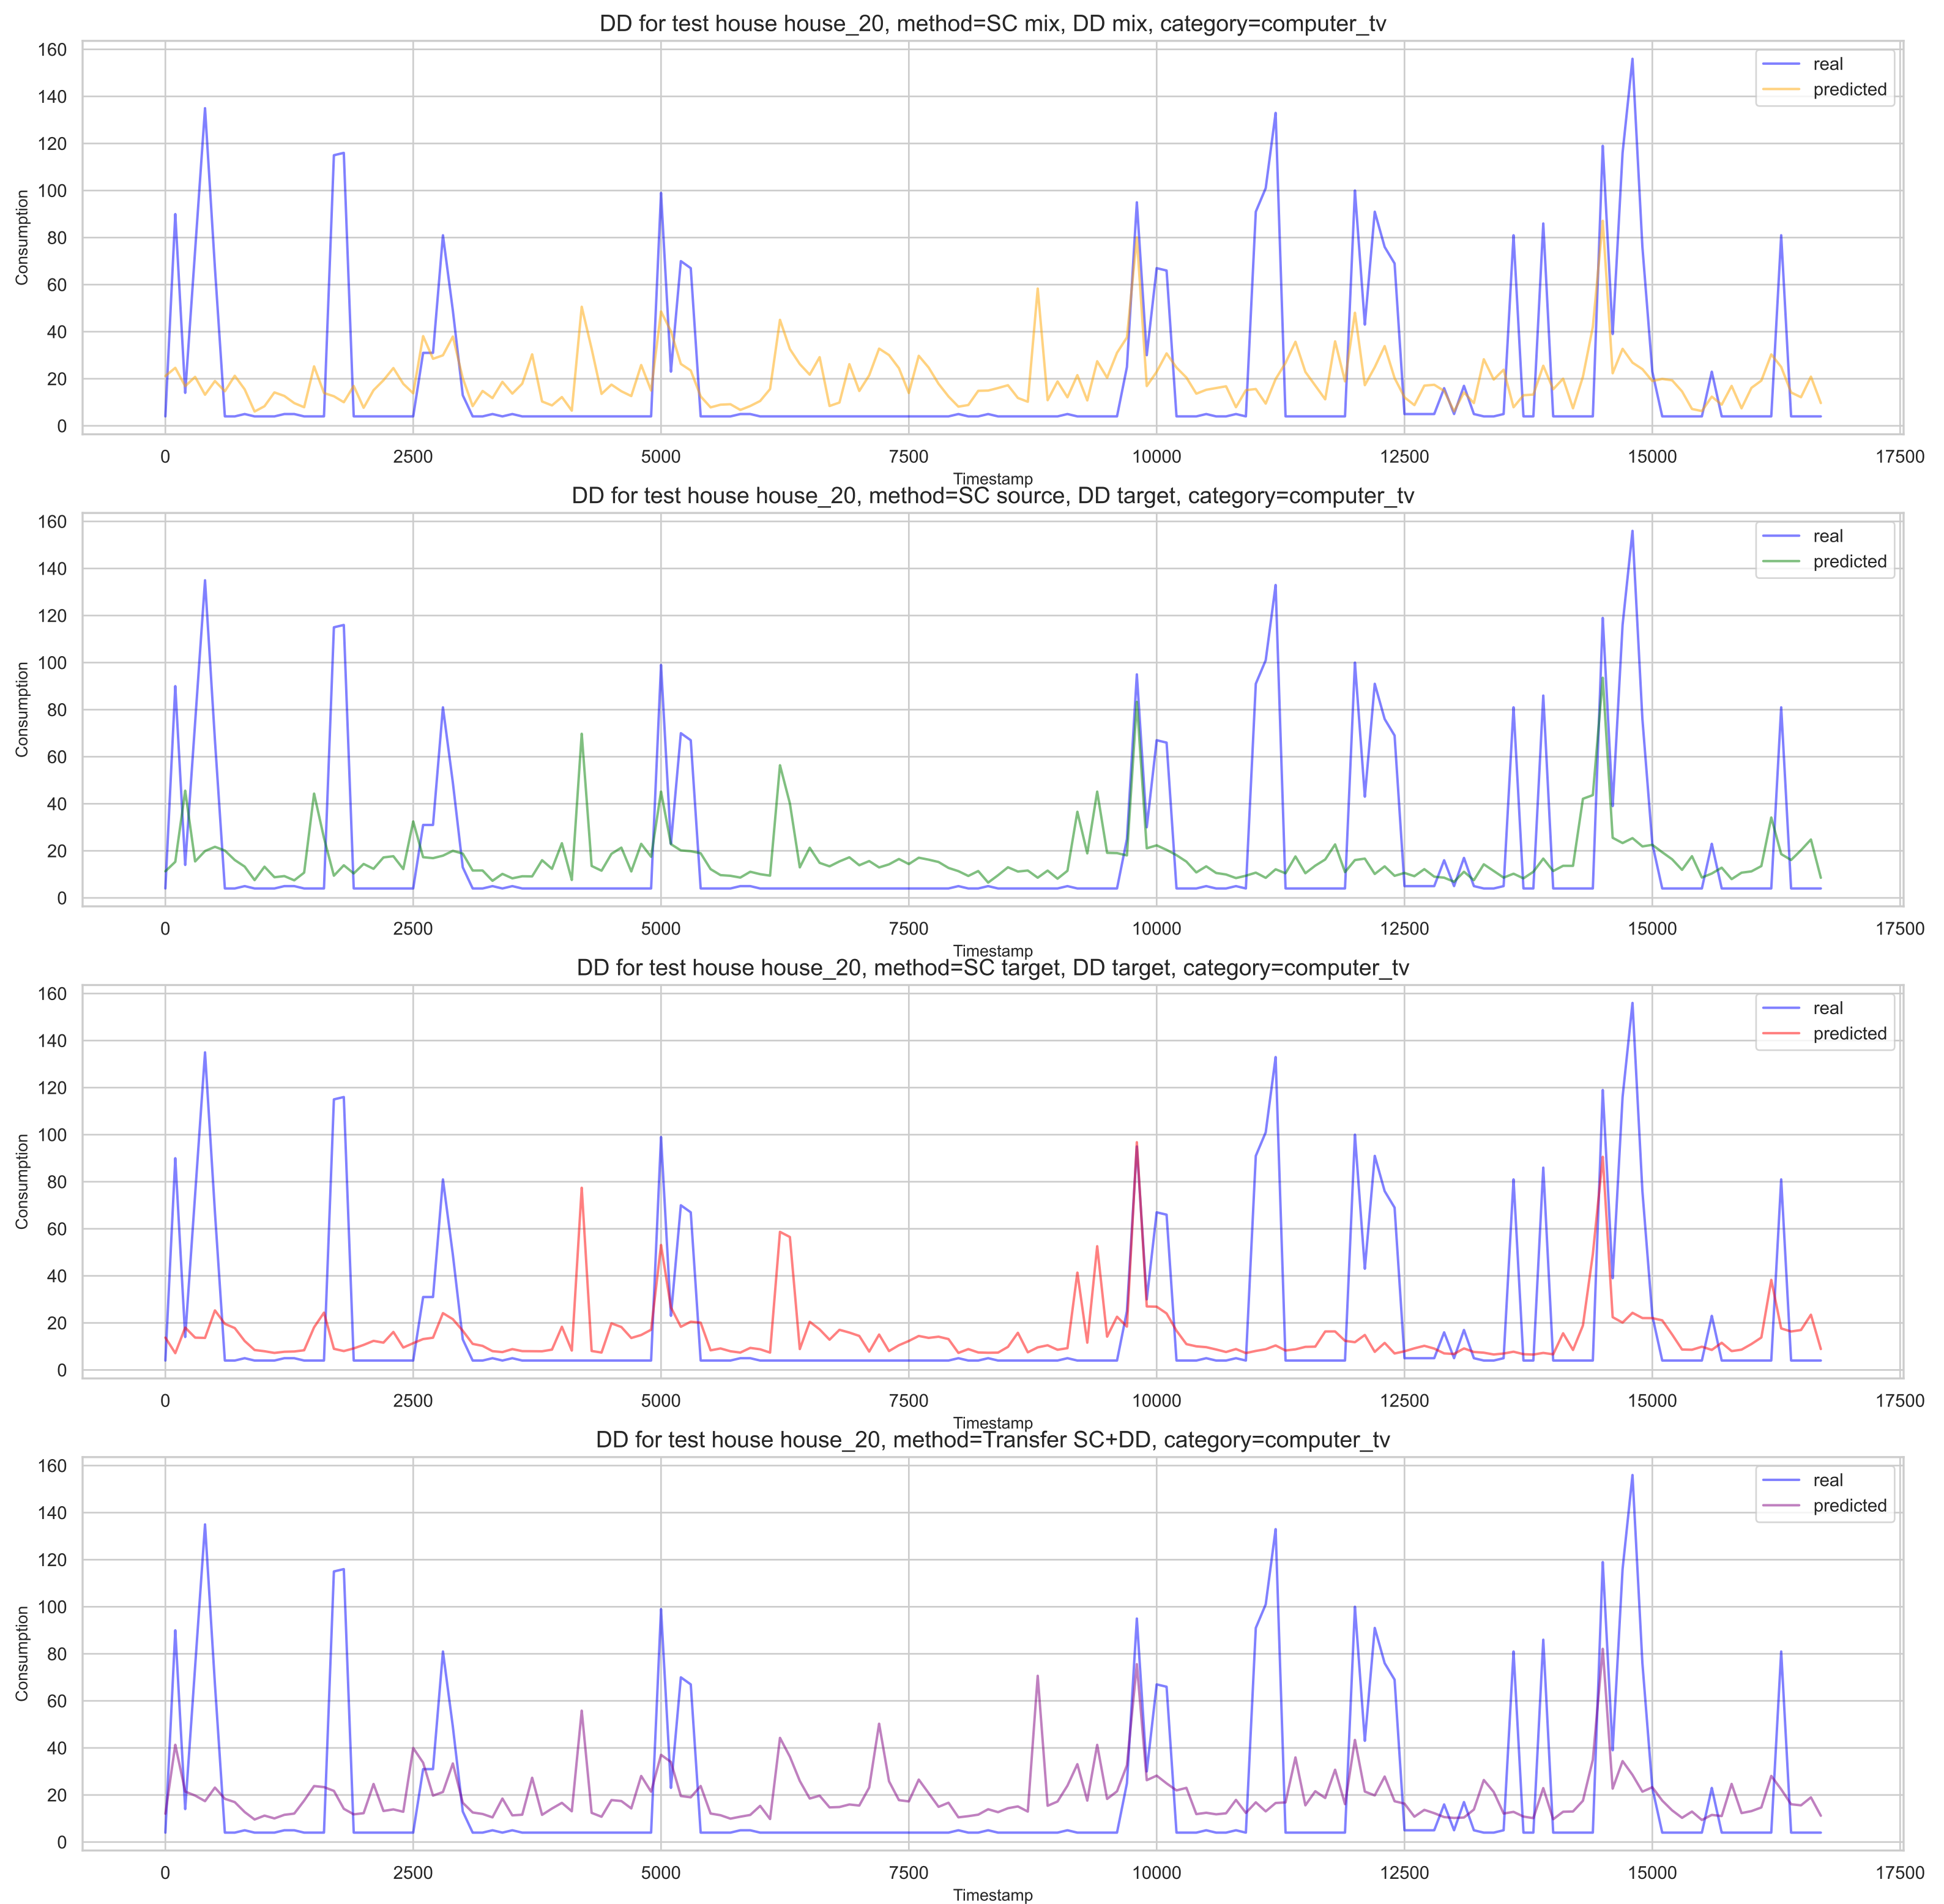 DD for test house house_20, method=SC mix, DD mix, category=computer_tv
160
140
120
100
80
60
40
20
0
Consumption
real
predicted
0 2500 5000 7500 10000 12500 15000 17500
Timestamp
DD for test house house_20, method=SC source, DD target, category=computer_tv
160
140
120
100
80
60
40
20
0
Consumption
real
predicted
0 2500 5000 7500 10000 12500 15000 17500
Timestamp
DD for test house house_20, method=SC target, DD target, category=computer_tv
160
140
120
100
80
60
40
20
0
Consumption
real
predicted
0 2500 5000 7500 10000 12500 15000 17500
Timestamp
DD for test house house_20, method=Transfer SC+DD, category=computer_tv
160
140
120
100
80
60
40
20
0
Consumption
real
predicted
0 2500 5000 7500 10000 12500 15000 17500
Timestamp